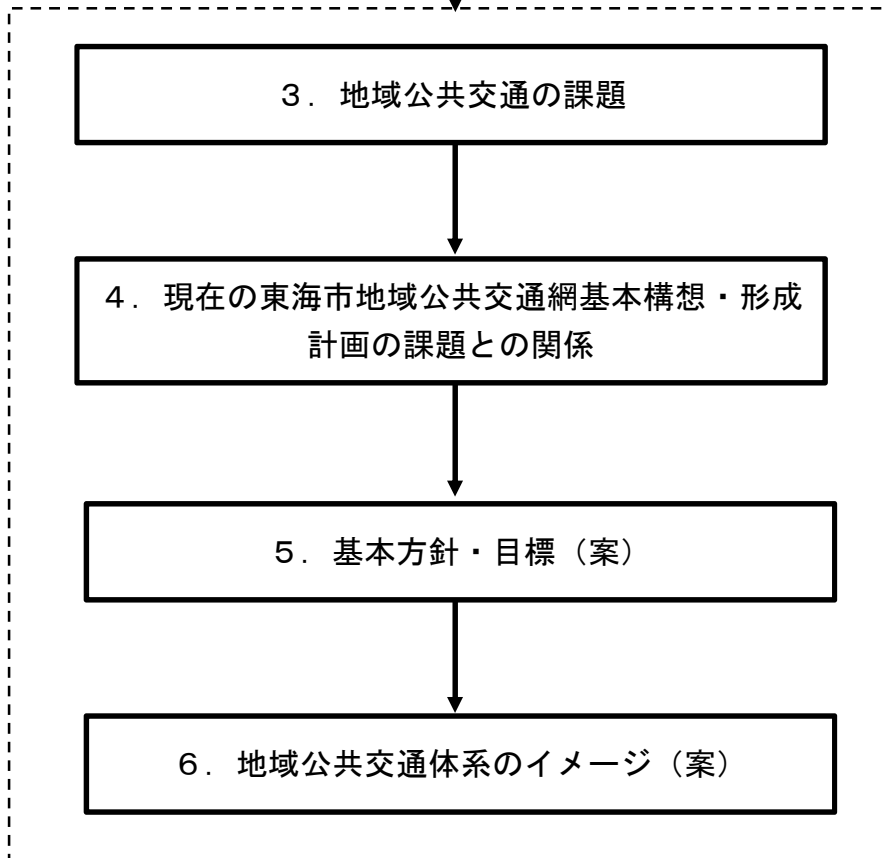 ３．地域公共交通の課題
４．現在の東海市地域公共交通網基本構想・形成
計画の課題との関係
５．基本方針・目標（案）
６．地域公共交通体系のイメージ（案）